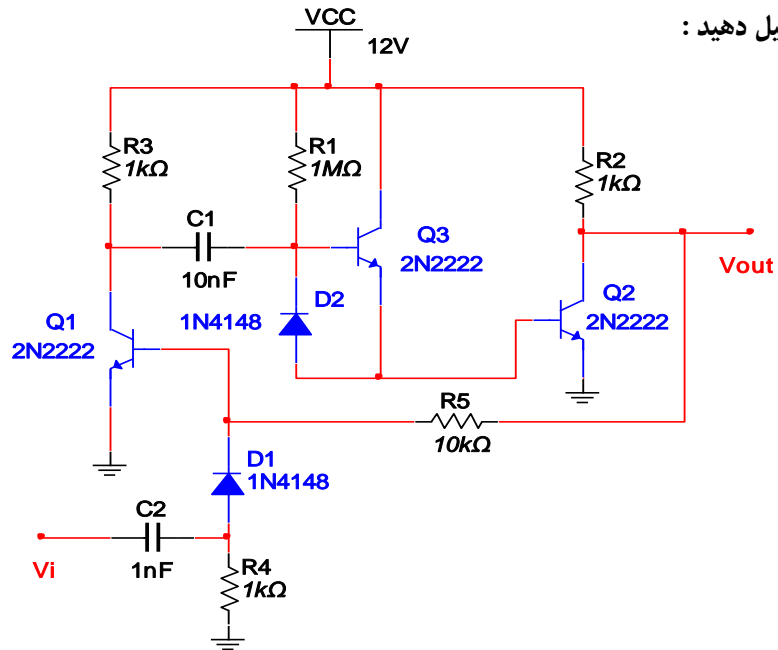 یل دهید :
VCC
12V
R3
1kΩ
R1
1MΩ
R2
1kΩ
C1
10nF
Q3
2N2222
D2
1N4148
Q1
2N2222
Q2
2N2222
Vout
R5
10kΩ
D1
1N4148
C2
1nF
Vi
R4
1kΩ